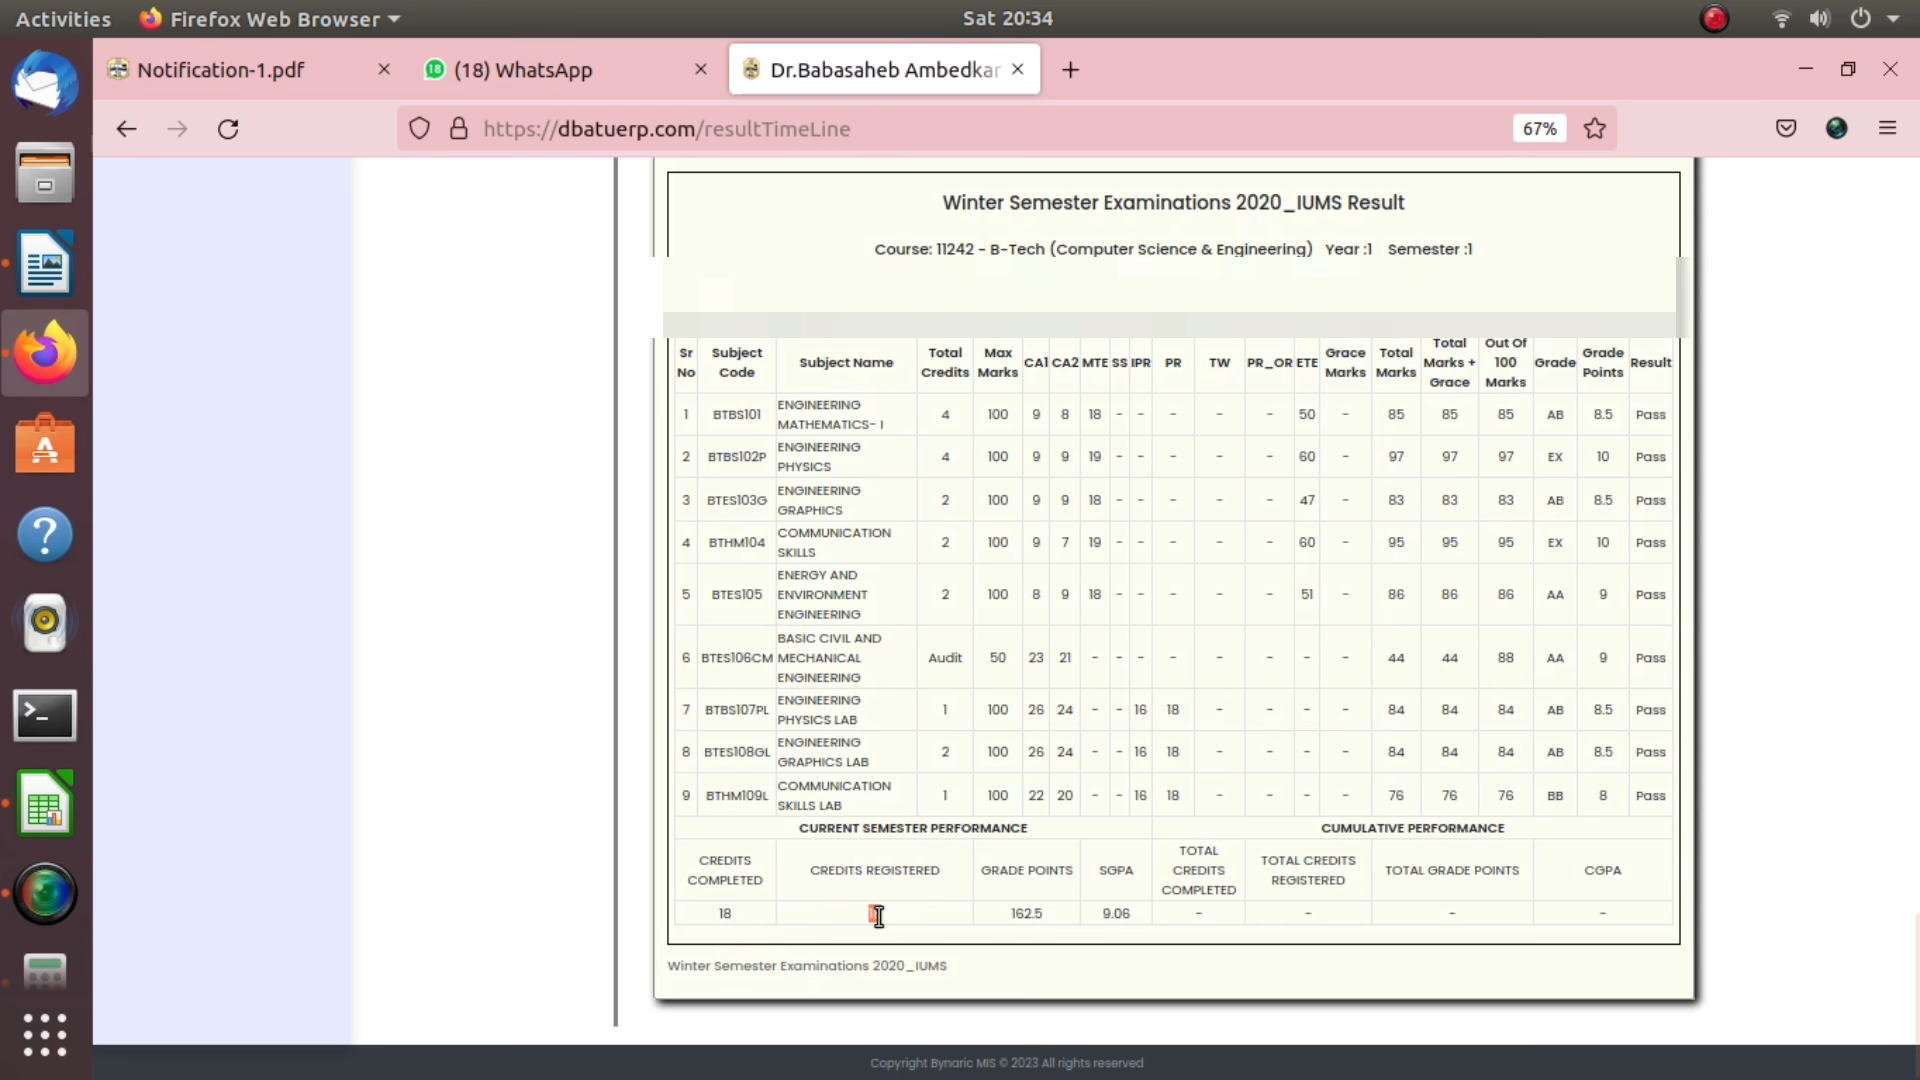 Activities Firefox Web Browser Sat 20:34
Notification-1.pdf (18) WhatsApp Dr.Babasaheb Ambedkar
https://dbatuerp.com/resultTimeLine 67%
Winter Semester Examinations 2020_IUMS Result
Course: 11242 - B-Tech (Computer Science & Engineering) Year :1 Semester :1
Sr No Subject Code Subject Name Total Credits Max Marks CA1 CA2 MTE SS IPR PR TW PR_OR ETE Grace Marks Total Marks Total Marks + Grace Out Of 100 Marks Grade Grade Points Result
1 BTBS101 ENGINEERING MATHEMATICS- I 4 100 9 8 18 - - - - - 50 - 85 85 85 AB 8.5 Pass
2 BTBS102P ENGINEERING PHYSICS 4 100 9 9 19 - - - - - 60 - 97 97 97 EX 10 Pass
3 BTES103G ENGINEERING GRAPHICS 2 100 9 9 18 - - - - - 47 - 83 83 83 AB 8.5 Pass
4 BTHM104 COMMUNICATION SKILLS 2 100 9 7 19 - - - - - 60 - 95 95 95 EX 10 Pass
5 BTES105 ENERGY AND ENVIRONMENT ENGINEERING 2 100 8 9 18 - - - - - 51 - 86 86 86 AA 9 Pass
6 BTES106CM BASIC CIVIL AND MECHANICAL ENGINEERING Audit 50 23 21 - - - - - - - - 44 44 88 AA 9 Pass
7 BTBS107PL ENGINEERING PHYSICS LAB 1 100 26 24 - - 16 18 - - - - 84 84 84 AB 8.5 Pass
8 BTES108GL ENGINEERING GRAPHICS LAB 2 100 26 24 - - 16 18 - - - - 84 84 84 AB 8.5 Pass
9 BTHM109L COMMUNICATION SKILLS LAB 1 100 22 20 - - 16 18 - - - - 76 76 76 BB 8 Pass
CURRENT SEMESTER PERFORMANCE CUMULATIVE PERFORMANCE
CREDITS COMPLETED CREDITS REGISTERED GRADE POINTS SGPA TOTAL CREDITS COMPLETED TOTAL CREDITS REGISTERED TOTAL GRADE POINTS CGPA
18 162.5 9.06 - - - -
Winter Semester Examinations 2020_IUMS
Copyright Bynaric MIS © 2023 All rights reserved